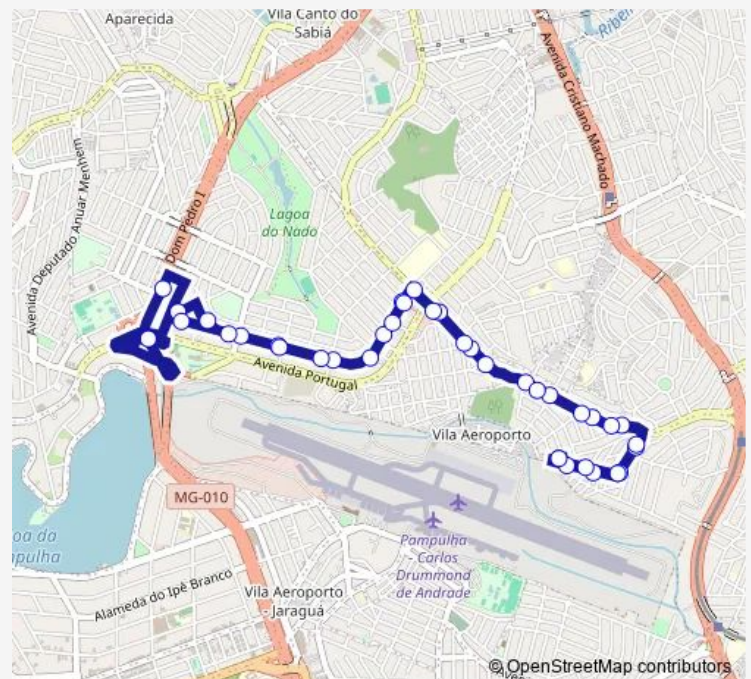 Aparecida
Vila Canto do
Sabiá
Ribei
Avenida Cristiano Machado
Avenida Deputado Anuar Menhem
Dom Pedro I
Lagoa
do Nado
Avenida Portugal
Vila Aeroporto
MG-010
oa da
pulha
Pampulha
- Carlos
Drummond
de Andrade
Alameda do Ipê Branco
Vila Aeroporto
- Jaraguá
© OpenStreetMap contributors